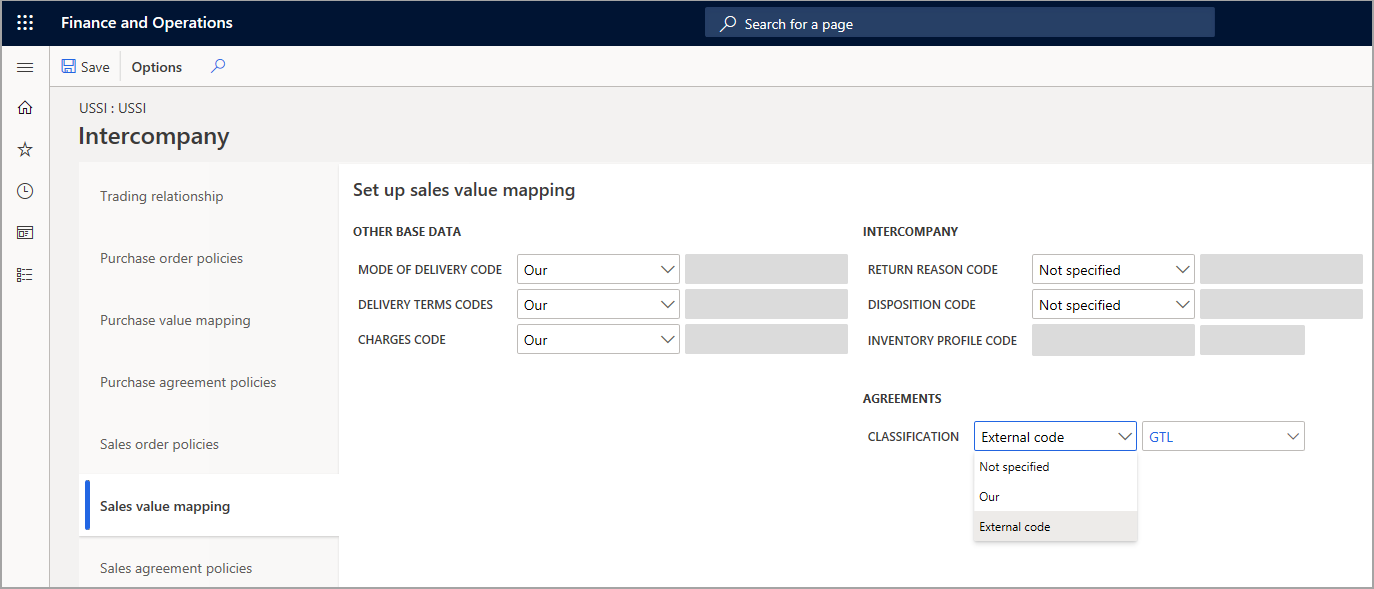 Finance and Operations
Search for a page
Save
Options
USSI : USSI
Intercompany
Trading relationship
Purchase order policies
Purchase value mapping
Purchase agreement policies
Sales order policies
Sales value mapping
Sales agreement policies
Set up sales value mapping
OTHER BASE DATA
MODE OF DELIVERY CODE Our
DELIVERY TERMS CODES Our
CHARGES CODE Our
INTERCOMPANY
RETURN REASON CODE Not specified
DISPOSITION CODE Not specified
INVENTORY PROFILE CODE
AGREEMENTS
CLASSIFICATION External code GTL
Not specified
Our
External code